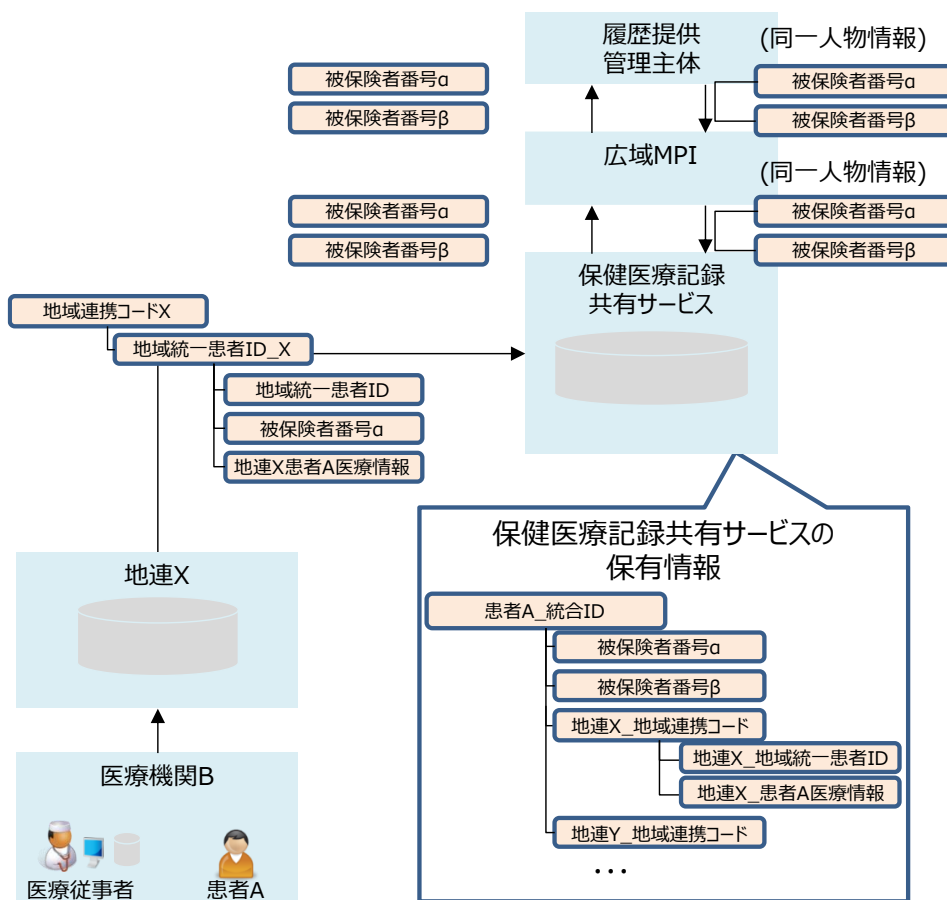 履歴提供
管理主体
(同一人物情報)
被保険者番号α
被保険者番号β
被保険者番号α
被保険者番号β
広域MPI
(同一人物情報)
被保険者番号α
被保険者番号β
被保険者番号α
被保険者番号β
保健医療記録
共有サービス
地域連携コードX
地域統一患者ID_X
地域統一患者ID
被保険者番号α
地連X患者A医療情報
地連X
医療機関B
医療従事者
患者A
保健医療記録共有サービスの
保有情報
患者A_統合ID
被保険者番号α
被保険者番号β
地連X_地域連携コード
地連X_地域統一患者ID
地連X_患者A医療情報
地連Y_地域連携コード
・・・